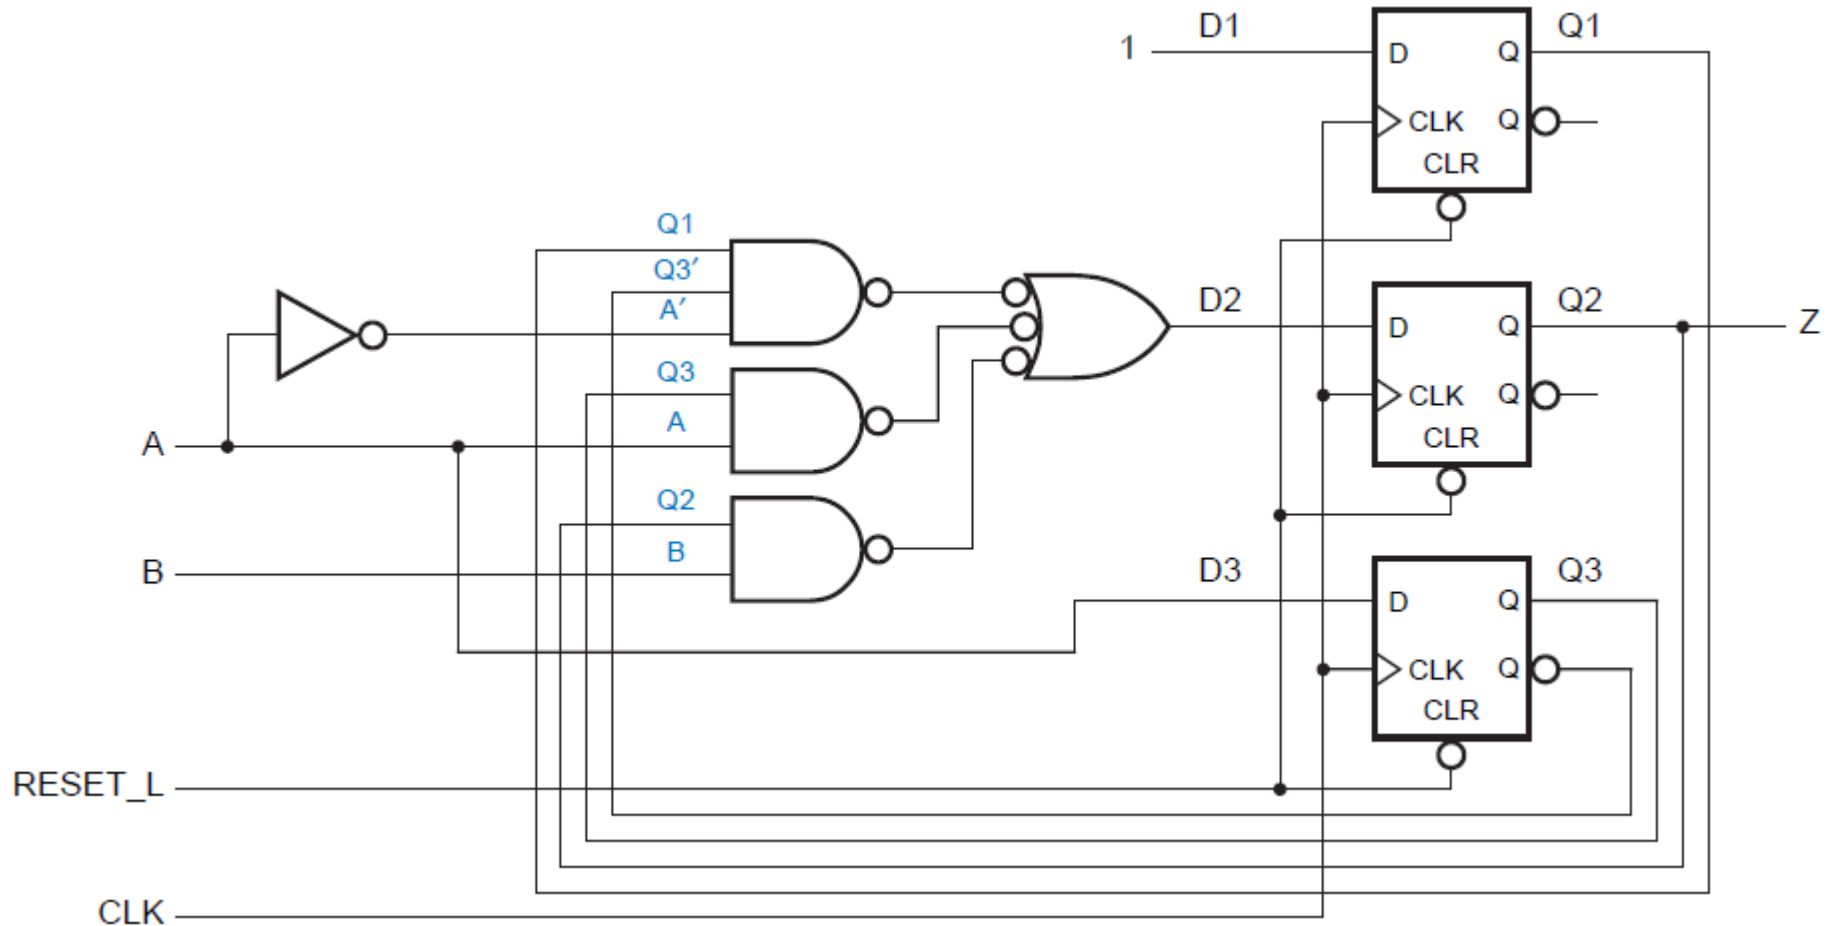 1 D1 Q1
D Q
CLK Q
CLR
Q1
Q3′
A′
D2 Q2
D Q Z
CLK Q
CLR
Q3
A
A
Q2
B
B
D3 Q3
D Q
CLK Q
CLR
RESET_L
CLK